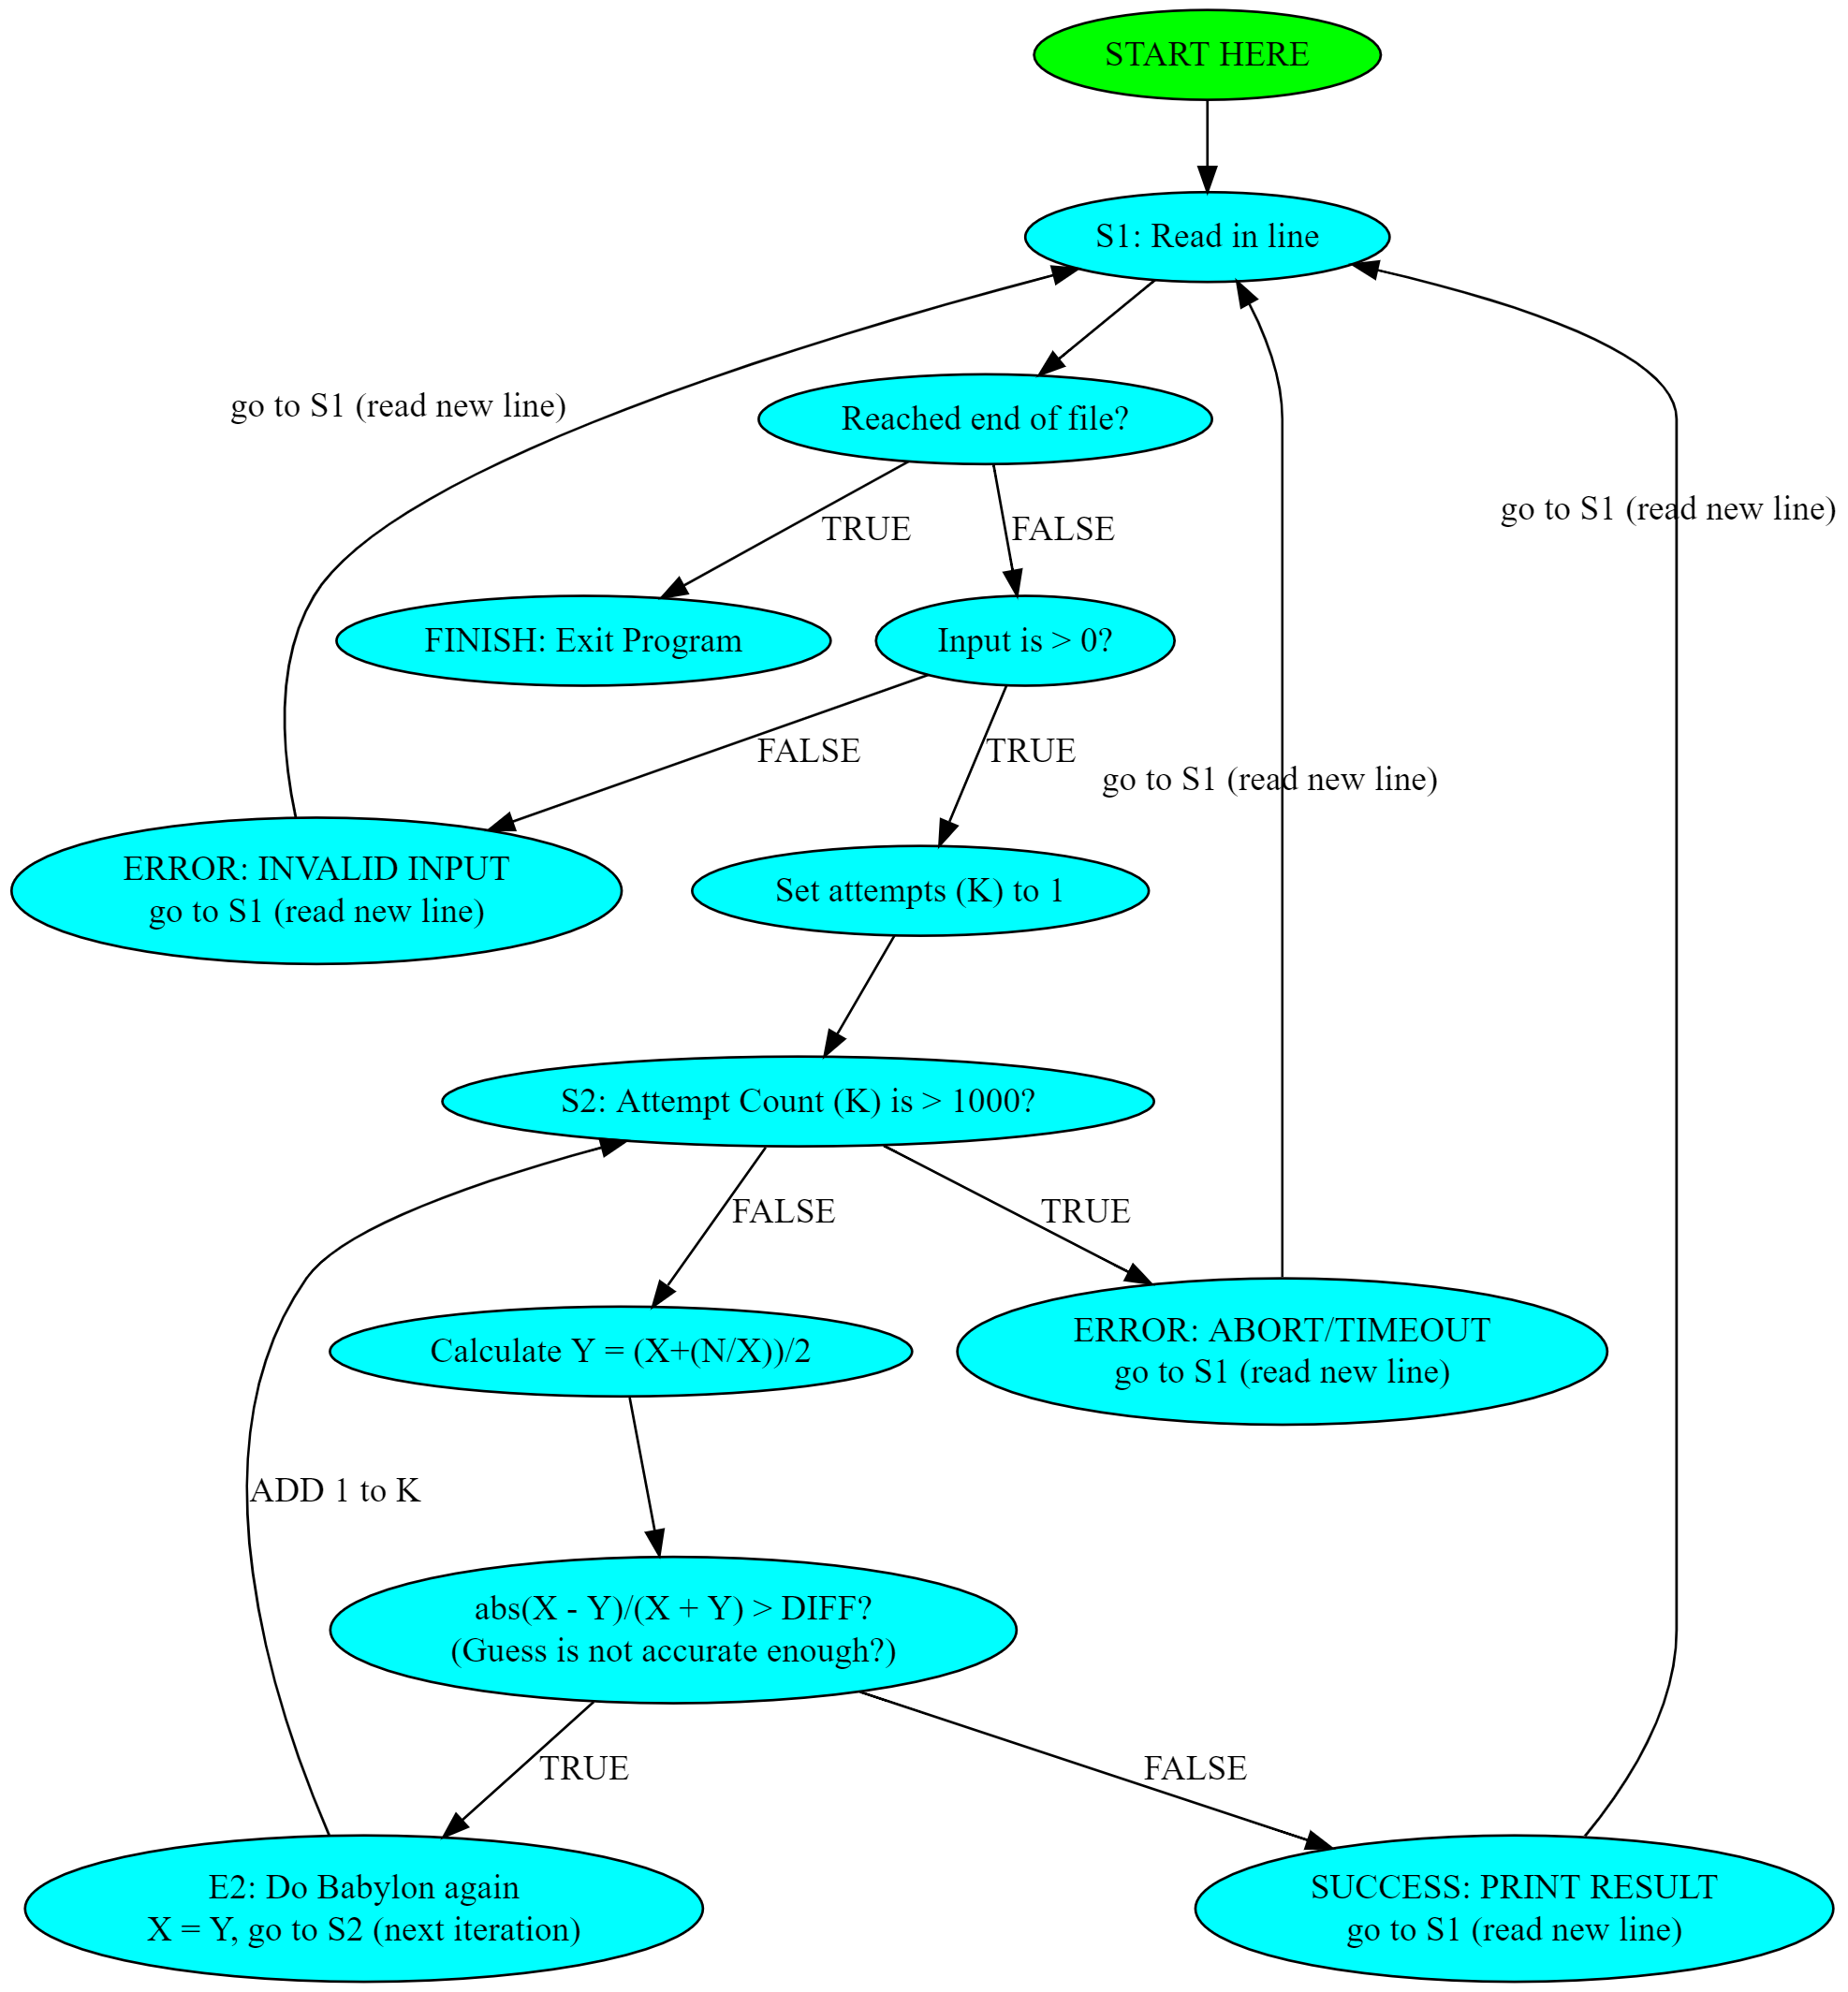 START HERE
S1: Read in line
go to S1 (read new line)
Reached end of file?
go to S1 (read new line)
TRUE
FALSE
FINISH: Exit Program
Input is > 0?
FALSE
TRUE
go to S1 (read new line)
ERROR: INVALID INPUT
go to S1 (read new line)
Set attempts (K) to 1
S2: Attempt Count (K) is > 1000?
FALSE
TRUE
Calculate Y = (X+(N/X))/2
ERROR: ABORT/TIMEOUT
go to S1 (read new line)
ADD 1 to K
abs(X - Y)/(X + Y) > DIFF?
(Guess is not accurate enough?)
TRUE
FALSE
E2: Do Babylon again
X = Y, go to S2 (next iteration)
SUCCESS: PRINT RESULT
go to S1 (read new line)